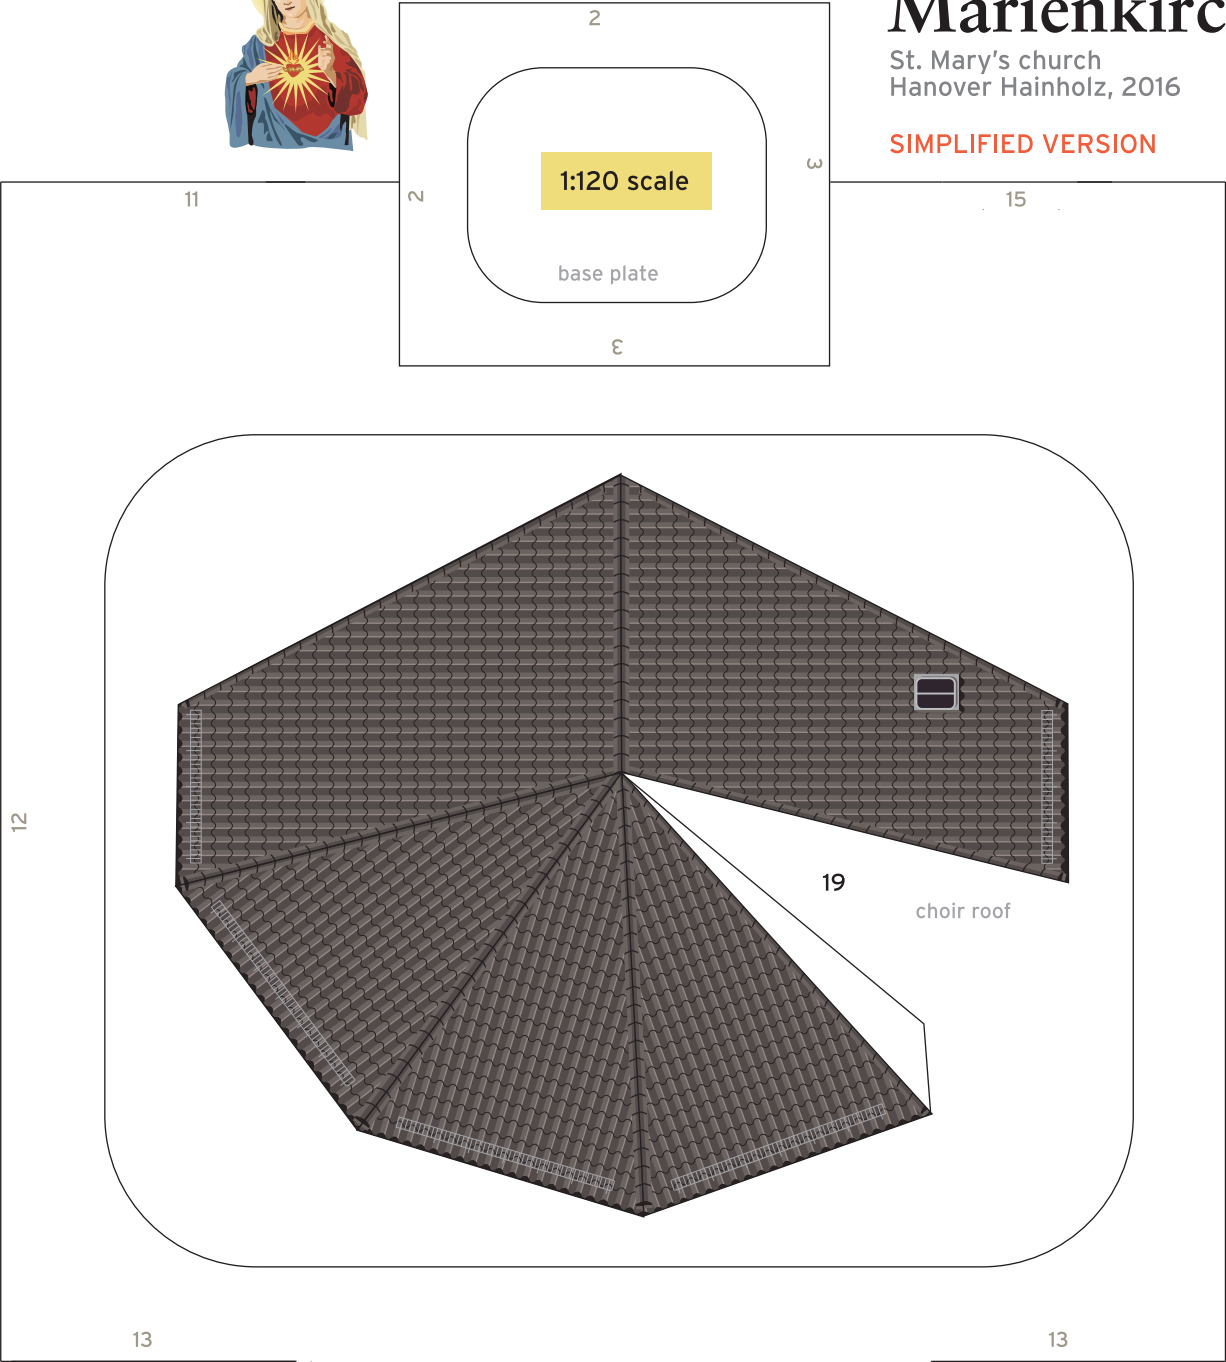 2
Marienkirc
St. Mary's church
Hanover Hainholz, 2016
SIMPLIFIED VERSION
3
1:120 scale
11
2
15
base plate
3
12
19
choir roof
13
13